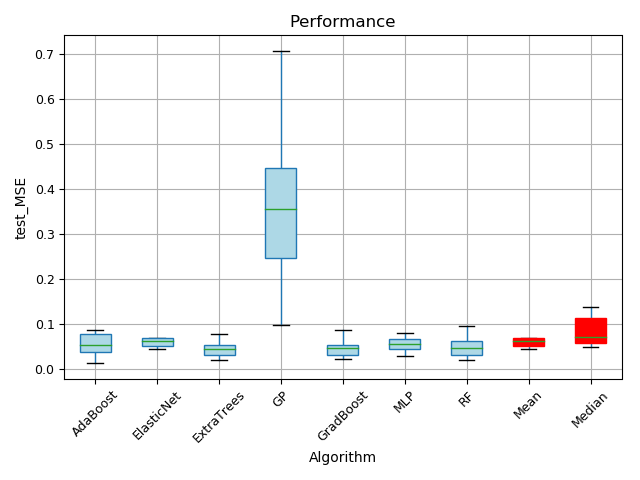 Performance
test_MSE
0.7
0.6
0.5
0.4
0.3
0.2
0.1
0.0
AdaBoost
ElasticNet
ExtraTrees
GP
GradBoost
MLP
RF
Mean
Median
Algorithm